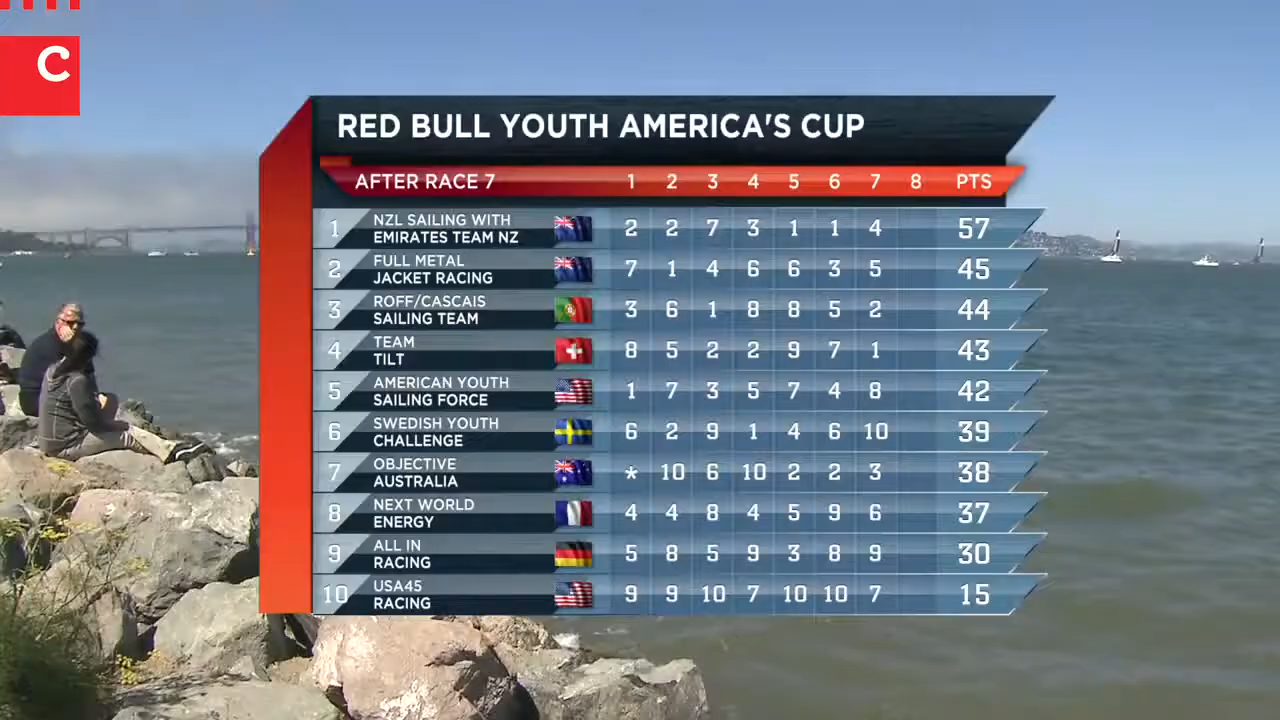 C
RED BULL YOUTH AMERICA'S CUP
AFTER RACE 7 1 2 3 4 5 6 7 8 PTS
1 NZL SAILING WITH
EMIRATES TEAM NZ 2 2 7 3 1 1 4 57
2 FULL METAL
JACKET RACING 7 1 4 6 6 3 5 45
3 ROFF/CASCAIS
SAILING TEAM 3 6 1 8 8 5 2 44
4 TEAM
TILT 8 5 2 2 9 7 1 43
5 AMERICAN YOUTH
SAILING FORCE 1 7 3 5 7 4 8 42
6 SWEDISH YOUTH
CHALLENGE 6 2 9 1 4 6 10 39
7 OBJECTIVE
AUSTRALIA * 10 6 10 2 2 3 38
8 NEXT WORLD
ENERGY 4 4 8 4 5 9 6 37
9 ALL IN
RACING 5 8 5 9 3 8 9 30
10 USA45
RACING 9 9 10 7 10 10 7 15